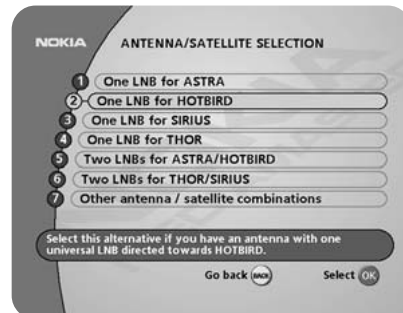 NOKIA
ANTENNA/SATELLITE SELECTION
1 One LNB for ASTRA
2 One LNB for HOTBIRD
3 One LNB for SIRIUS
4 One LNB for THOR
5 Two LNBs for ASTRA/HOTBIRD
6 Two LNBs for THOR/SIRIUS
7 Other antenna / satellite combinations
Select this alternative if you have an antenna with one
universal LNB directed towards HOTBIRD.
Go back BACK Select OK